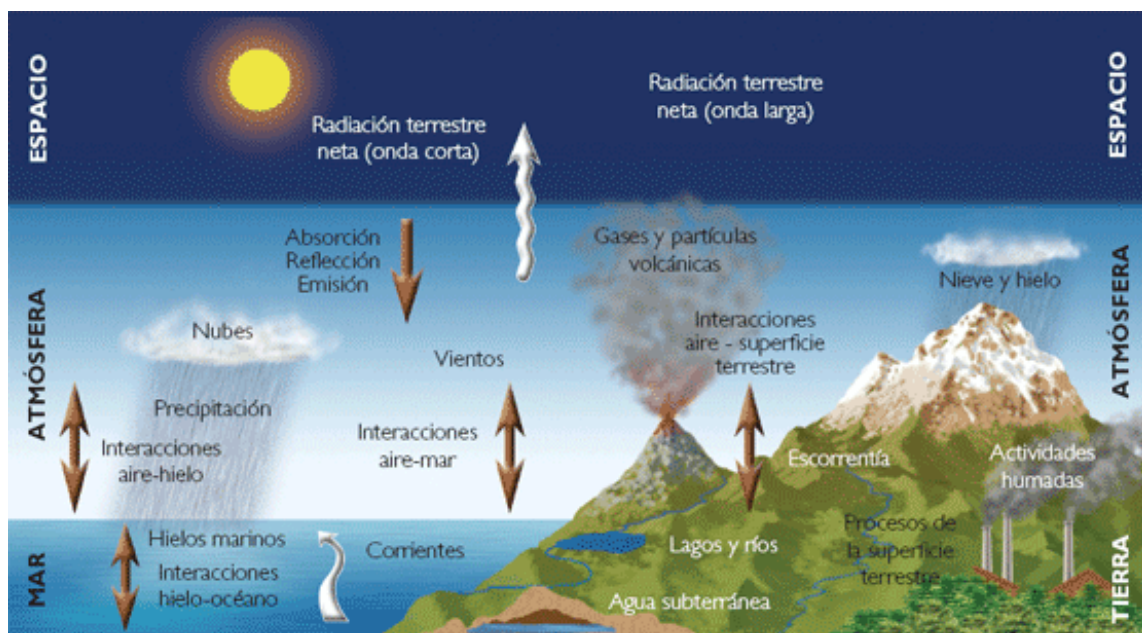 ESPACIO
Radiación terrestre
neta (onda corta)
Radiación terrestre
neta (onda larga)
ESPACIO
ATMÓSFERA
Absorción
Reflección
Emisión
Gases y partículas
volcánicas
Nieve y hielo
ATMÓSFERA
Nubes
Vientos
Interacciones
aire - superficie
terrestre
Precipitación
Interacciones
aire-hielo
Interacciones
aire-mar
Escorrentía
Actividades
humadas
MAR
Hielos marinos
Interacciones
hielo-océano
Corrientes
Lagos y ríos
Agua subterránea
Procesos de
la superficie
terrestre
TIERRA